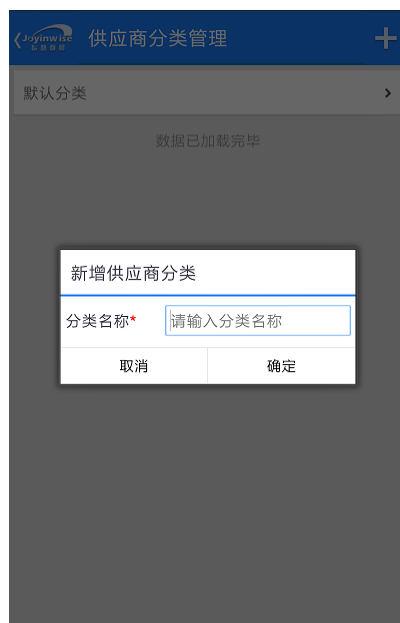 Joyinwise
供应商分类管理
默认分类
数据已加载完毕
新增供应商分类
分类名称*
请输入分类名称
取消
确定